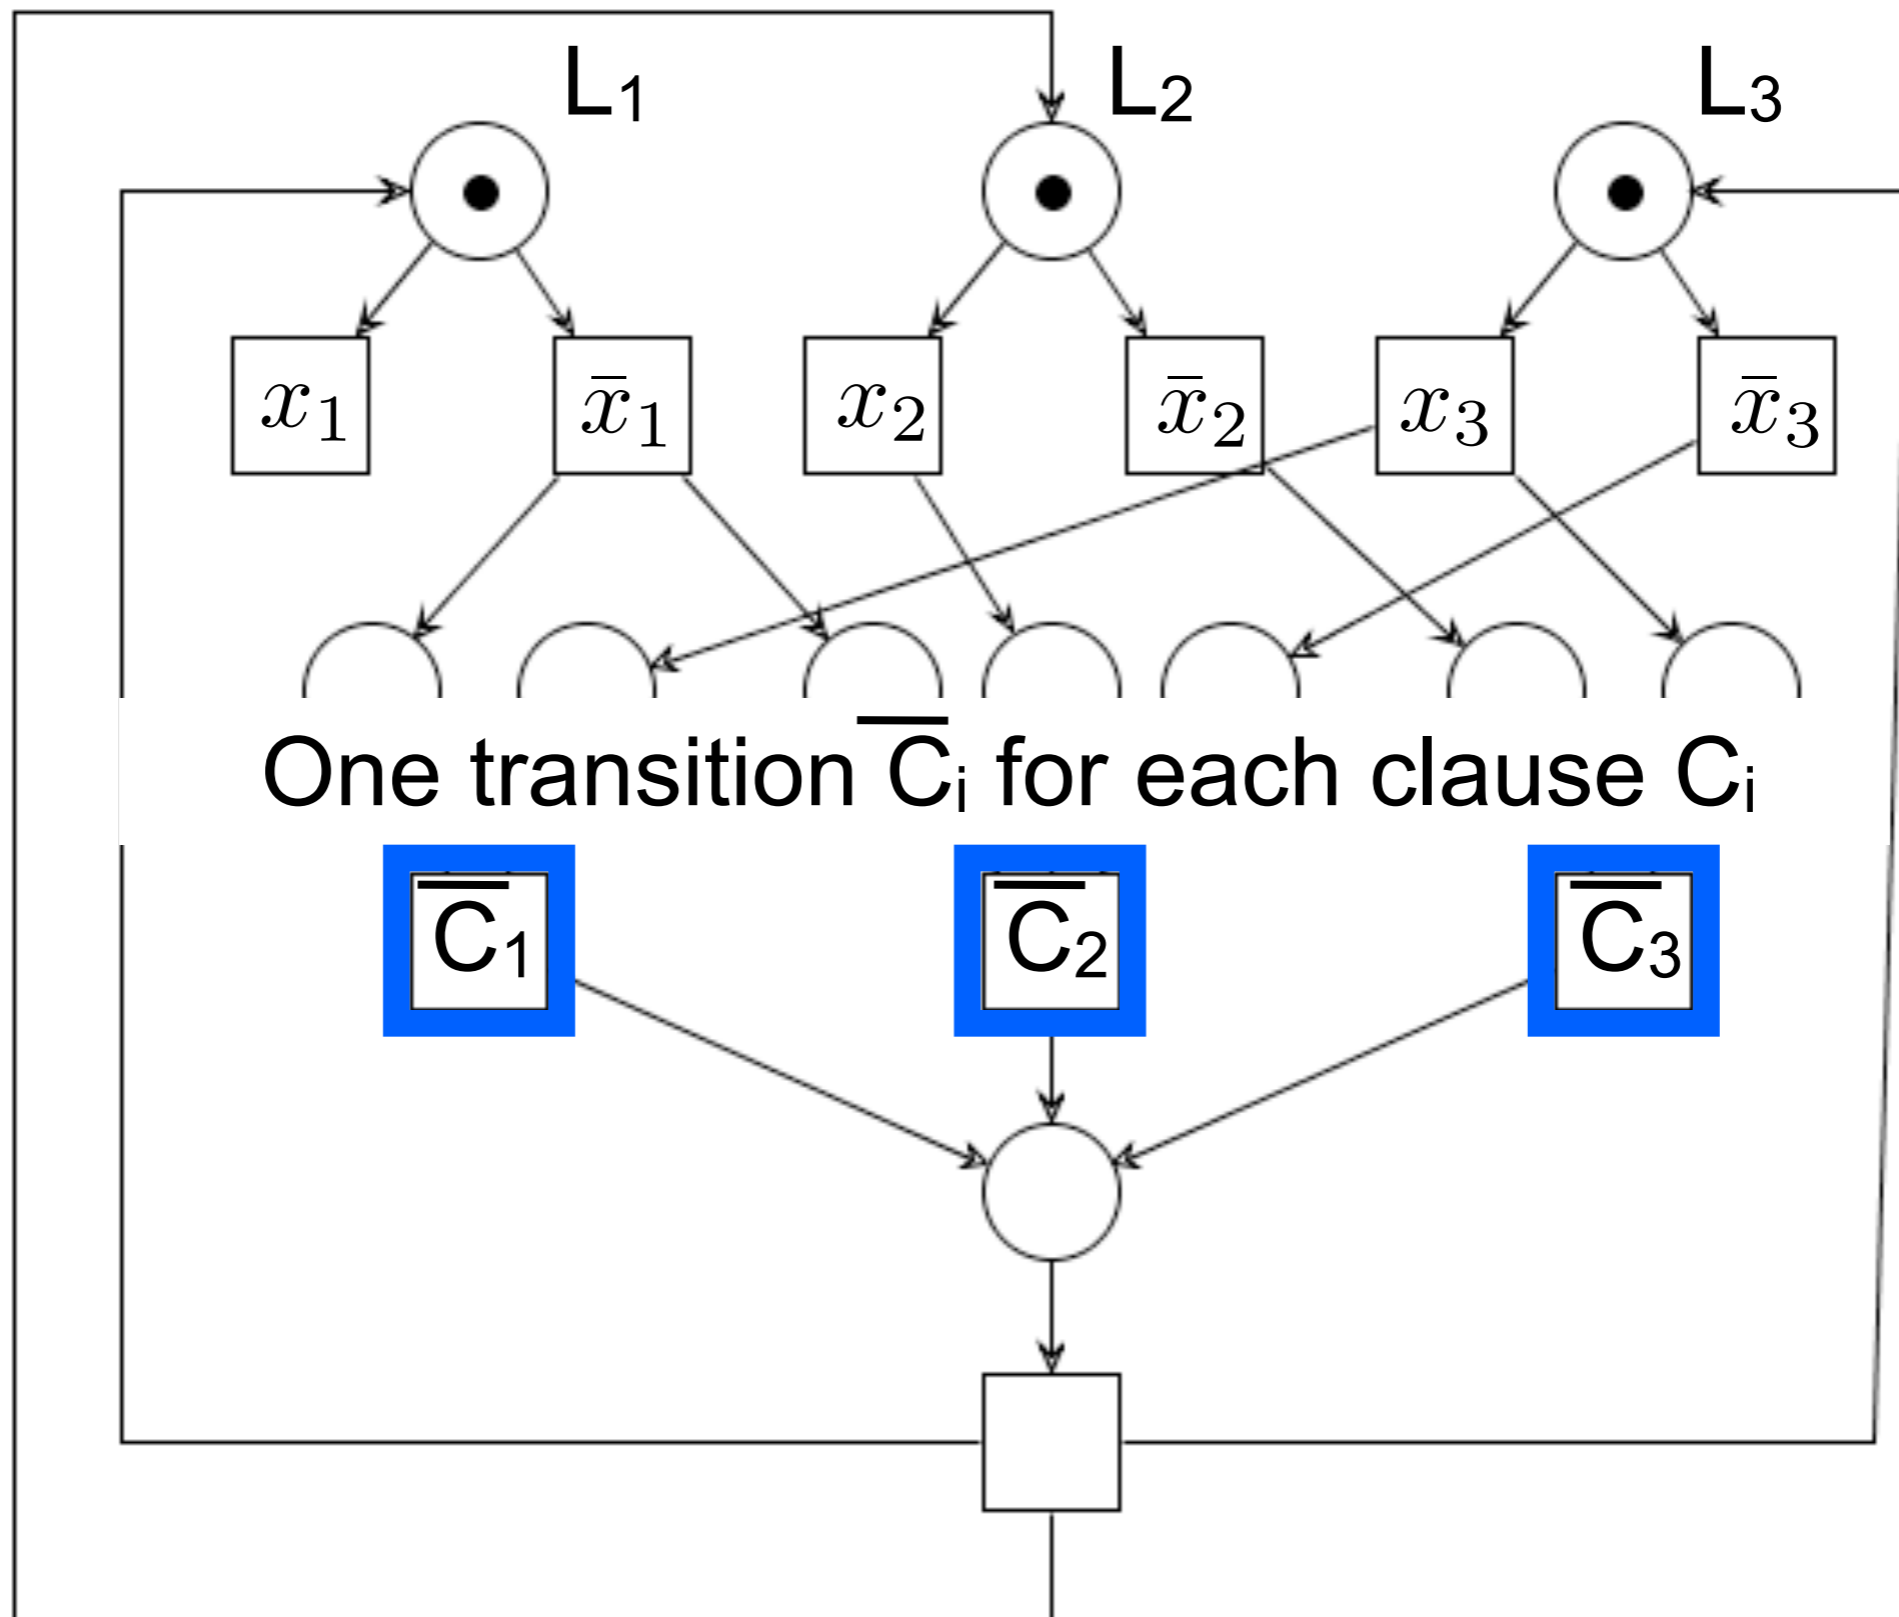 L₁ L₂ L₃
x₁ x̄₁ x₂ x̄₂ x₃ x̄₃
One transition C̅ᵢ for each clause Cᵢ
C̅₁ C̅₂ C̅₃